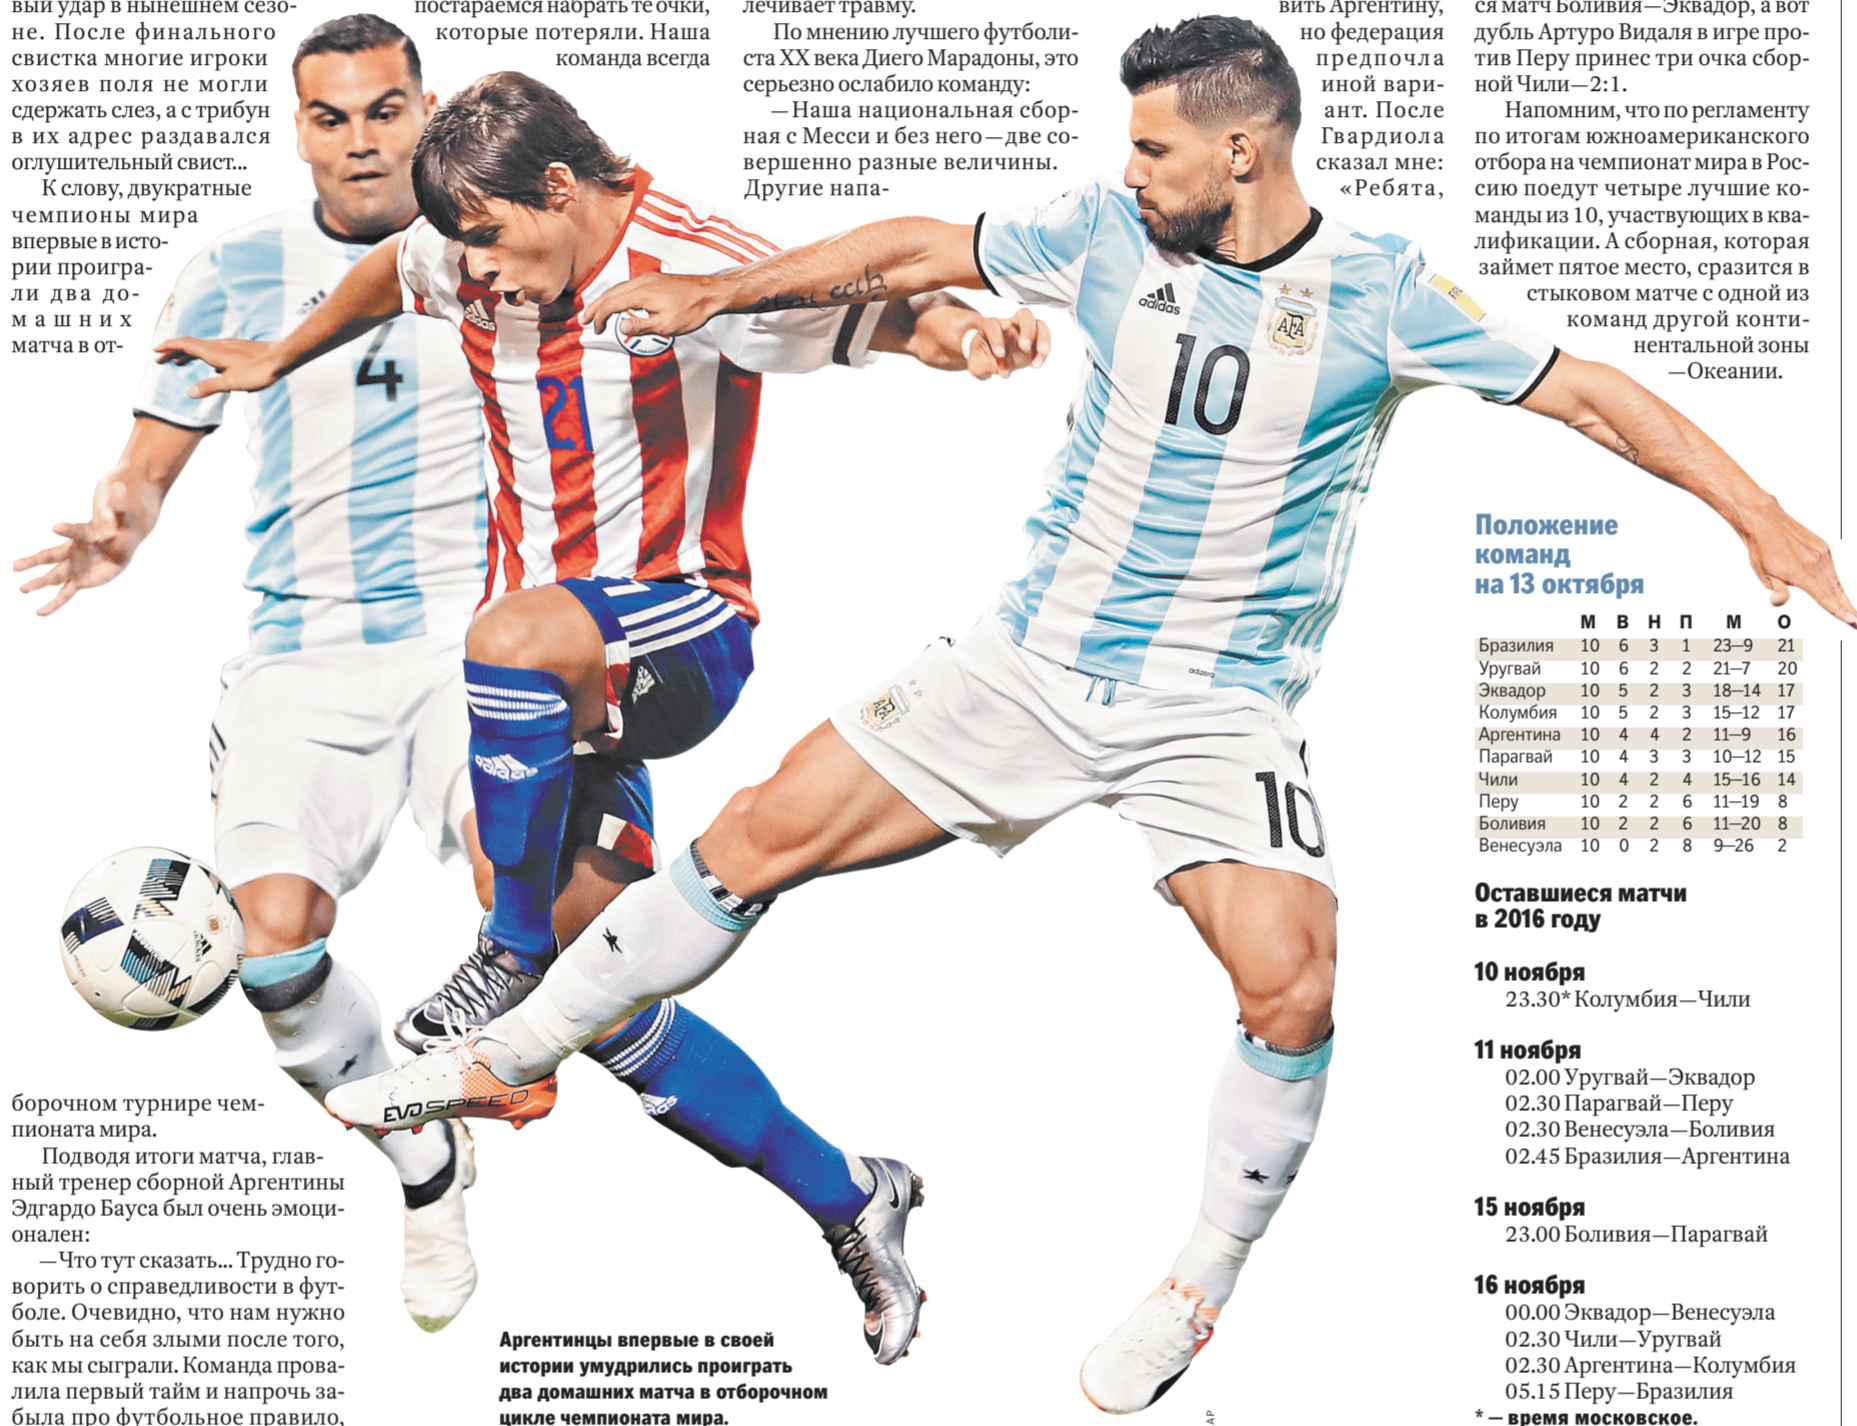 вый удар в нынешнем сезо-
не. После финального
свистка многие игроки
хозяев поля не могли
сдержать слез, а с трибун
в их адрес раздавался
оглушительный свист...
К слову, двукратные
чемпионы мира
впервые в исто-
рии проигра-
ли два до-
машних
матча в от-
борочном турнире чем-
пионата мира.
Подводя итоги матча, глав-
ный тренер сборной Аргентины
Эдгардо Бауса был очень эмоци-
онален:
—Что тут сказать... Трудно го-
ворить о справедливости в фут-
боле. Очевидно, что нам нужно
быть на себя злыми после того,
как мы сыграли. Команда прова-
лила первый тайм и напрочь за-
была про футбольное правило,
постараемся набрать те очки,
которые потеряли. Наша
команда всегда
лечивает травму.
По мнению лучшего футболи-
ста XX века Диего Марадоны, это
серьезно ослабило команду:
—Наша национальная сбор-
ная с Месси и без него—две со-
вершенно разные величины.
Другие напа-
вить Аргентину,
но федерация
предпочла
иной вари-
ант. После
Гвардиола
сказал мне:
«Ребята,
ся матч Боливия—Эквадор, а вот
дубль Артуро Видаля в игре про-
тив Перу принес три очка сбор-
ной Чили—2:1.
Напомним, что по регламенту
по итогам южноамериканского
отбора на чемпионат мира в Рос-
сию поедут четыре лучшие ко-
манды из 10, участвующих в ква-
лификации. А сборная, которая
займет пятое место, сразится в
стыковом матче с одной из
команд другой конти-
нентальной зоны
—Океании.
4
adidas
21
adidas
10
AFA
adizero
AFA
10
adidas
EVOSPEED
Положение
команд
на 13 октября
М В Н П М О
Бразилия 10 6 3 1 23—9 21
Уругвай 10 6 2 2 21—7 20
Эквадор 10 5 2 3 18—14 17
Колумбия 10 5 2 3 15—12 17
Аргентина 10 4 4 2 11—9 16
Парагвай 10 4 3 3 10—12 15
Чили 10 4 2 4 15—16 14
Перу 10 2 2 6 11—19 8
Боливия 10 2 2 6 11—20 8
Венесуэла 10 0 2 8 9—26 2
Оставшиеся матчи
в 2016 году
10 ноября
23.30* Колумбия—Чили
11 ноября
02.00 Уругвай—Эквадор
02.30 Парагвай—Перу
02.30 Венесуэла—Боливия
02.45 Бразилия—Аргентина
15 ноября
23.00 Боливия—Парагвай
16 ноября
00.00 Эквадор—Венесуэла
02.30 Чили—Уругвай
02.30 Аргентина—Колумбия
05.15 Перу—Бразилия
* — время московское.
Аргентинцы впервые в своей
истории умудрились проиграть
два домашних матча в отборочном
цикле чемпионата мира.
AP